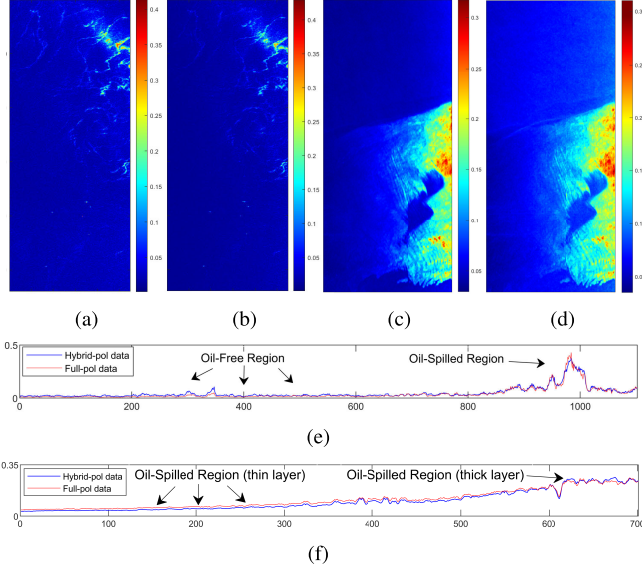 0.4
0.35
0.3
0.25
0.2
0.15
0.1
0.05
0.4
0.35
0.3
0.25
0.2
0.15
0.1
0.05
0.3
0.25
0.2
0.15
0.1
0.05
(a)
(b)
(c)
(d)
0.5
0
Hybrid-pol data
Full-pol data
Oil-Free Region
Oil-Spilled Region
0
200
400
600
800
1000
(e)
0.35
0
Hybrid-pol data
Full-pol data
Oil-Spilled Region (thin layer)
Oil-Spilled Region (thick layer)
0
100
200
300
400
500
600
700
(f)